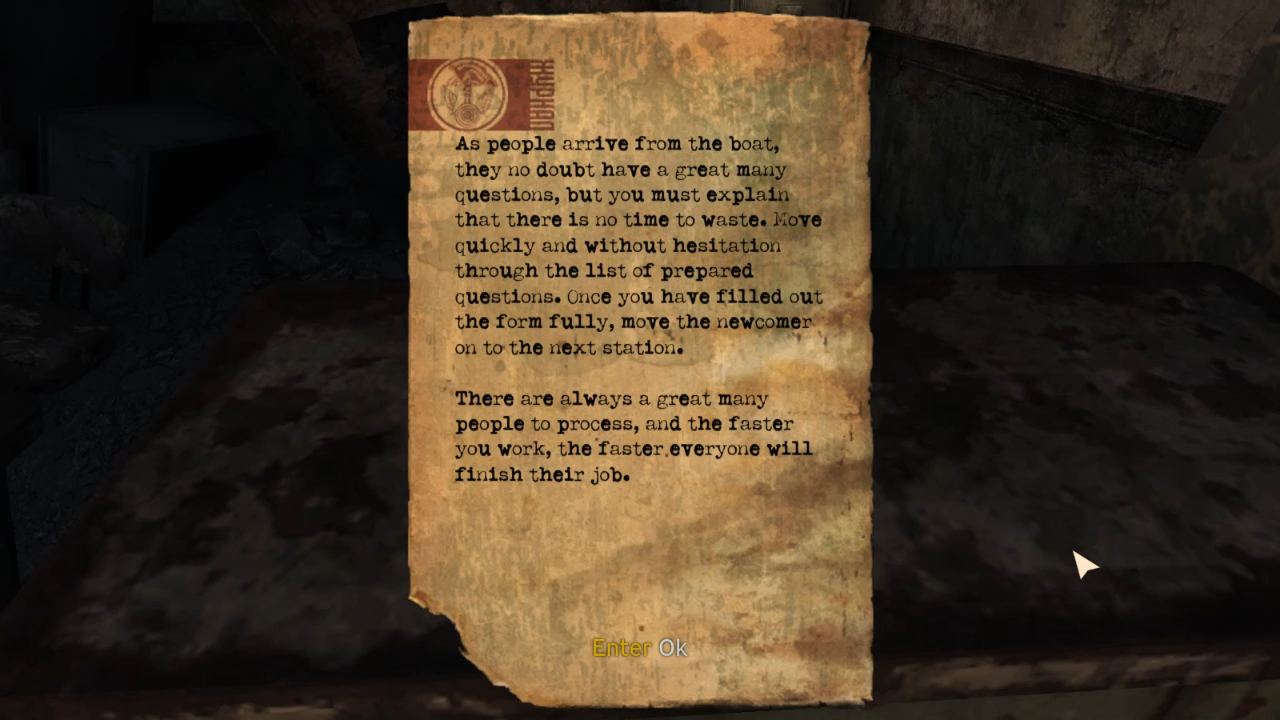 As people arrive from the boat,
they no doubt have a great many
questions, but you must explain
that there is no time to waste. Move
quickly and without hesitation
through the list of prepared
questions. Once you have filled out
the form fully, move the newcomer
on to the next station.
There are always a great many
people to process, and the faster
you work, the faster everyone will
finish their job.
Enter Ok